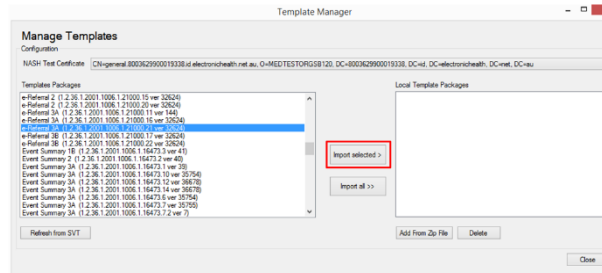 Template Manager
Manage Templates
Configuration
NASH Test Certificate CN=general.8003629900019338.id.electronichealth.net.au, O=MEDTESTORGSB120, DC=8003629900019338, DC=id, DC=electronichealth, DC=net, DC=au
Templates Packages
Local Template Packages
e-Referral 2 (1.2.36.1.2001.1006.1.21000.15 ver 32624)
e-Referral 2 (1.2.36.1.2001.1006.1.21000.20 ver 32624)
e-Referral 3A (1.2.36.1.2001.1006.1.21000.11 ver 144)
e-Referral 3A (1.2.36.1.2001.1006.1.21000.16 ver 32624)
e-Referral 3A (1.2.36.1.2001.1006.1.21000.21 ver 32624)
e-Referral 3B (1.2.36.1.2001.1006.1.21000.17 ver 32624)
e-Referral 3B (1.2.36.1.2001.1006.1.21000.22 ver 32624)
Event Summary 1B (1.2.36.1.2001.1006.1.16473.3 ver 41)
Event Summary 2 (1.2.36.1.2001.1006.1.16473.2 ver 40)
Event Summary 3A (1.2.36.1.2001.1006.1.16473.1 ver 39)
Event Summary 3A (1.2.36.1.2001.1006.1.16473.10 ver 35754)
Event Summary 3A (1.2.36.1.2001.1006.1.16473.12 ver 36678)
Event Summary 3A (1.2.36.1.2001.1006.1.16473.14 ver 36678)
Event Summary 3A (1.2.36.1.2001.1006.1.16473.6 ver 35754)
Event Summary 3A (1.2.36.1.2001.1006.1.16473.7 ver 35755)
Event Summary 3A (1.2.36.1.2001.1006.1.16473.7.2 ver 7)
Import selected >
Import all >>
Refresh from SVT
Add From Zip File
Delete
Close